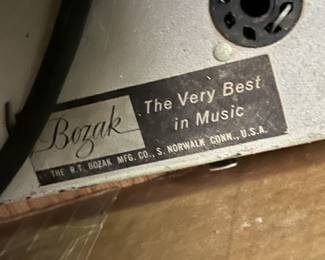 Bozak
The Very Best
in Music
THE R.T. BOZAK MFG. CO., S. NORWALK CONN., U.S.A.